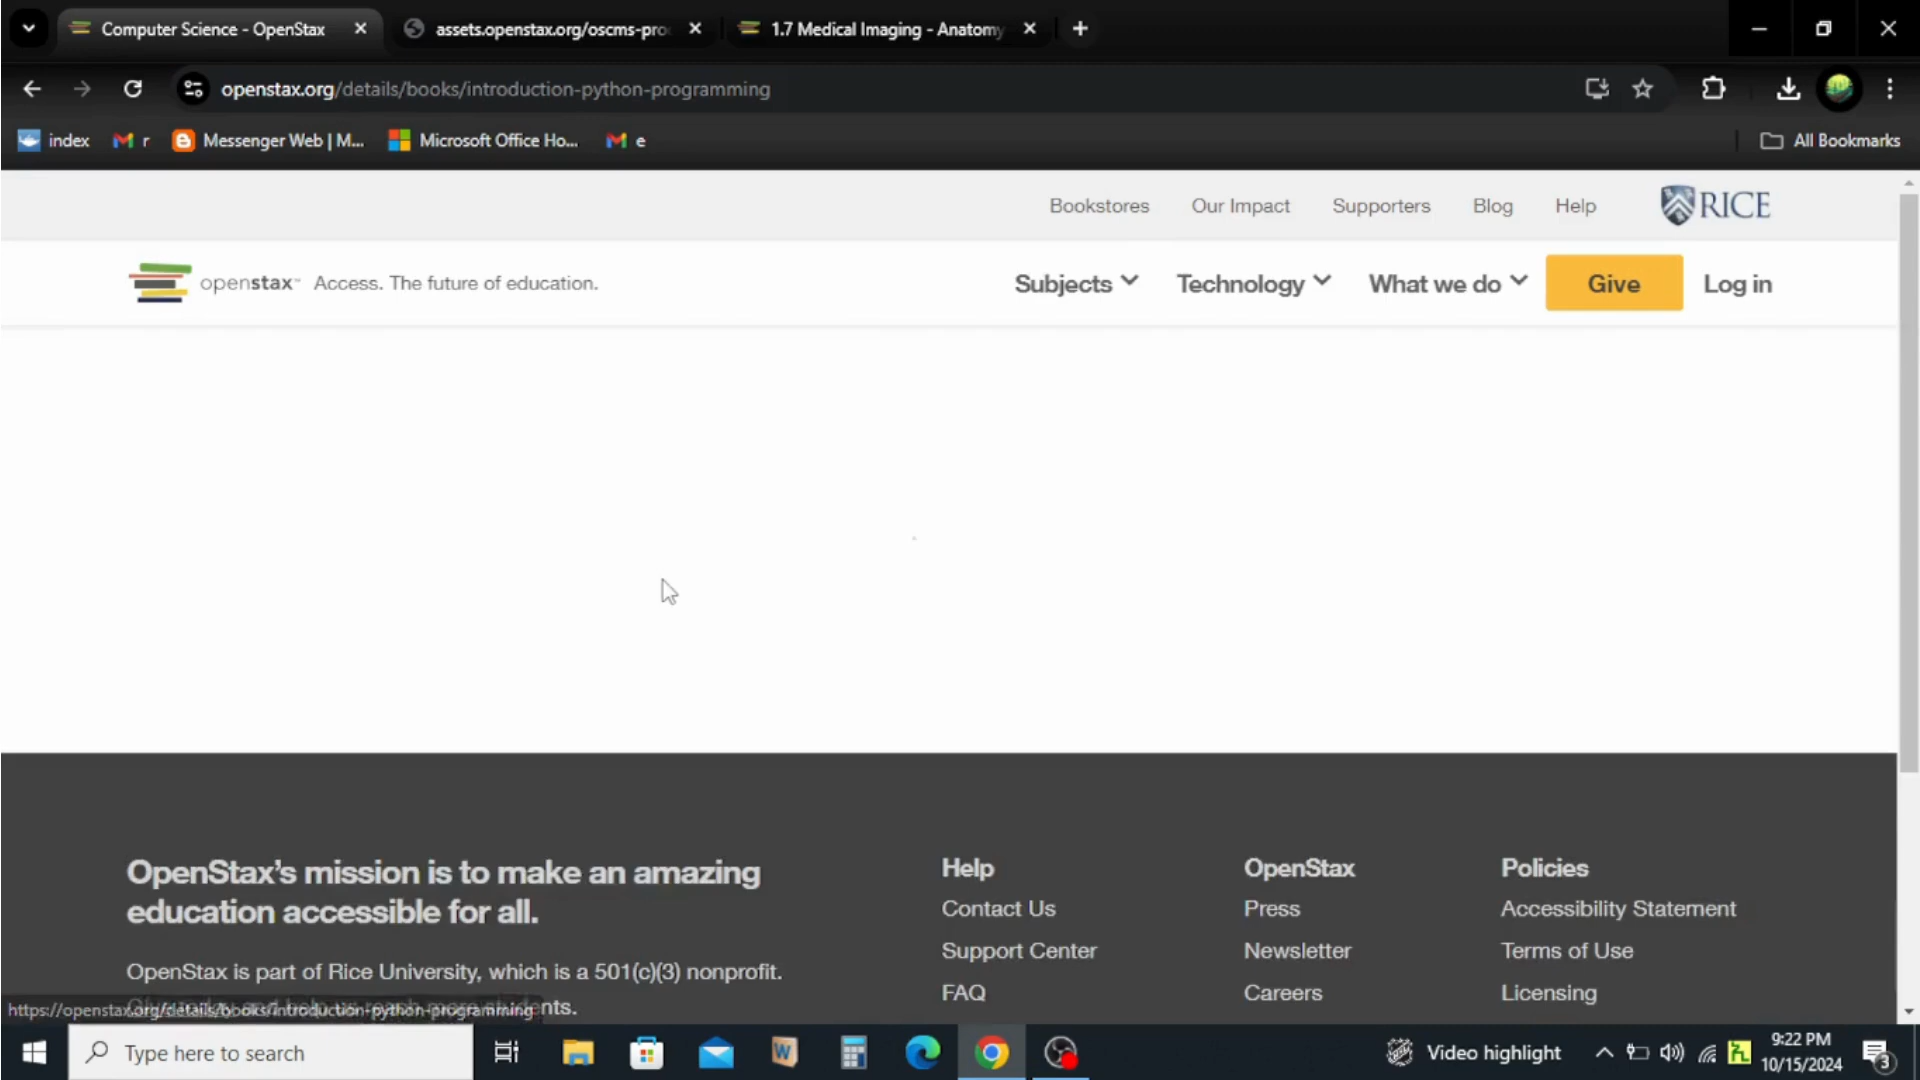 Computer Science - OpenStax
assets.openstax.org/oscms-pro
1.7 Medical Imaging - Anatomy
openstax.org/details/books/introduction-python-programming
index
r
Messenger Web | M...
Microsoft Office Ho...
e
All Bookmarks
Bookstores
Our Impact
Supporters
Blog
Help
RICE
openstax™
Access. The future of education.
Subjects
Technology
What we do
Give
Log in
OpenStax's mission is to make an amazing
education accessible for all.
OpenStax is part of Rice University, which is a 501(c)(3) nonprofit.
Help
Contact Us
Support Center
FAQ
OpenStax
Press
Newsletter
Careers
Policies
Accessibility Statement
Terms of Use
Licensing
https://openstax.org/details/books/introduction-python-programming
Type here to search
Video highlight
9:22 PM
10/15/2024
3